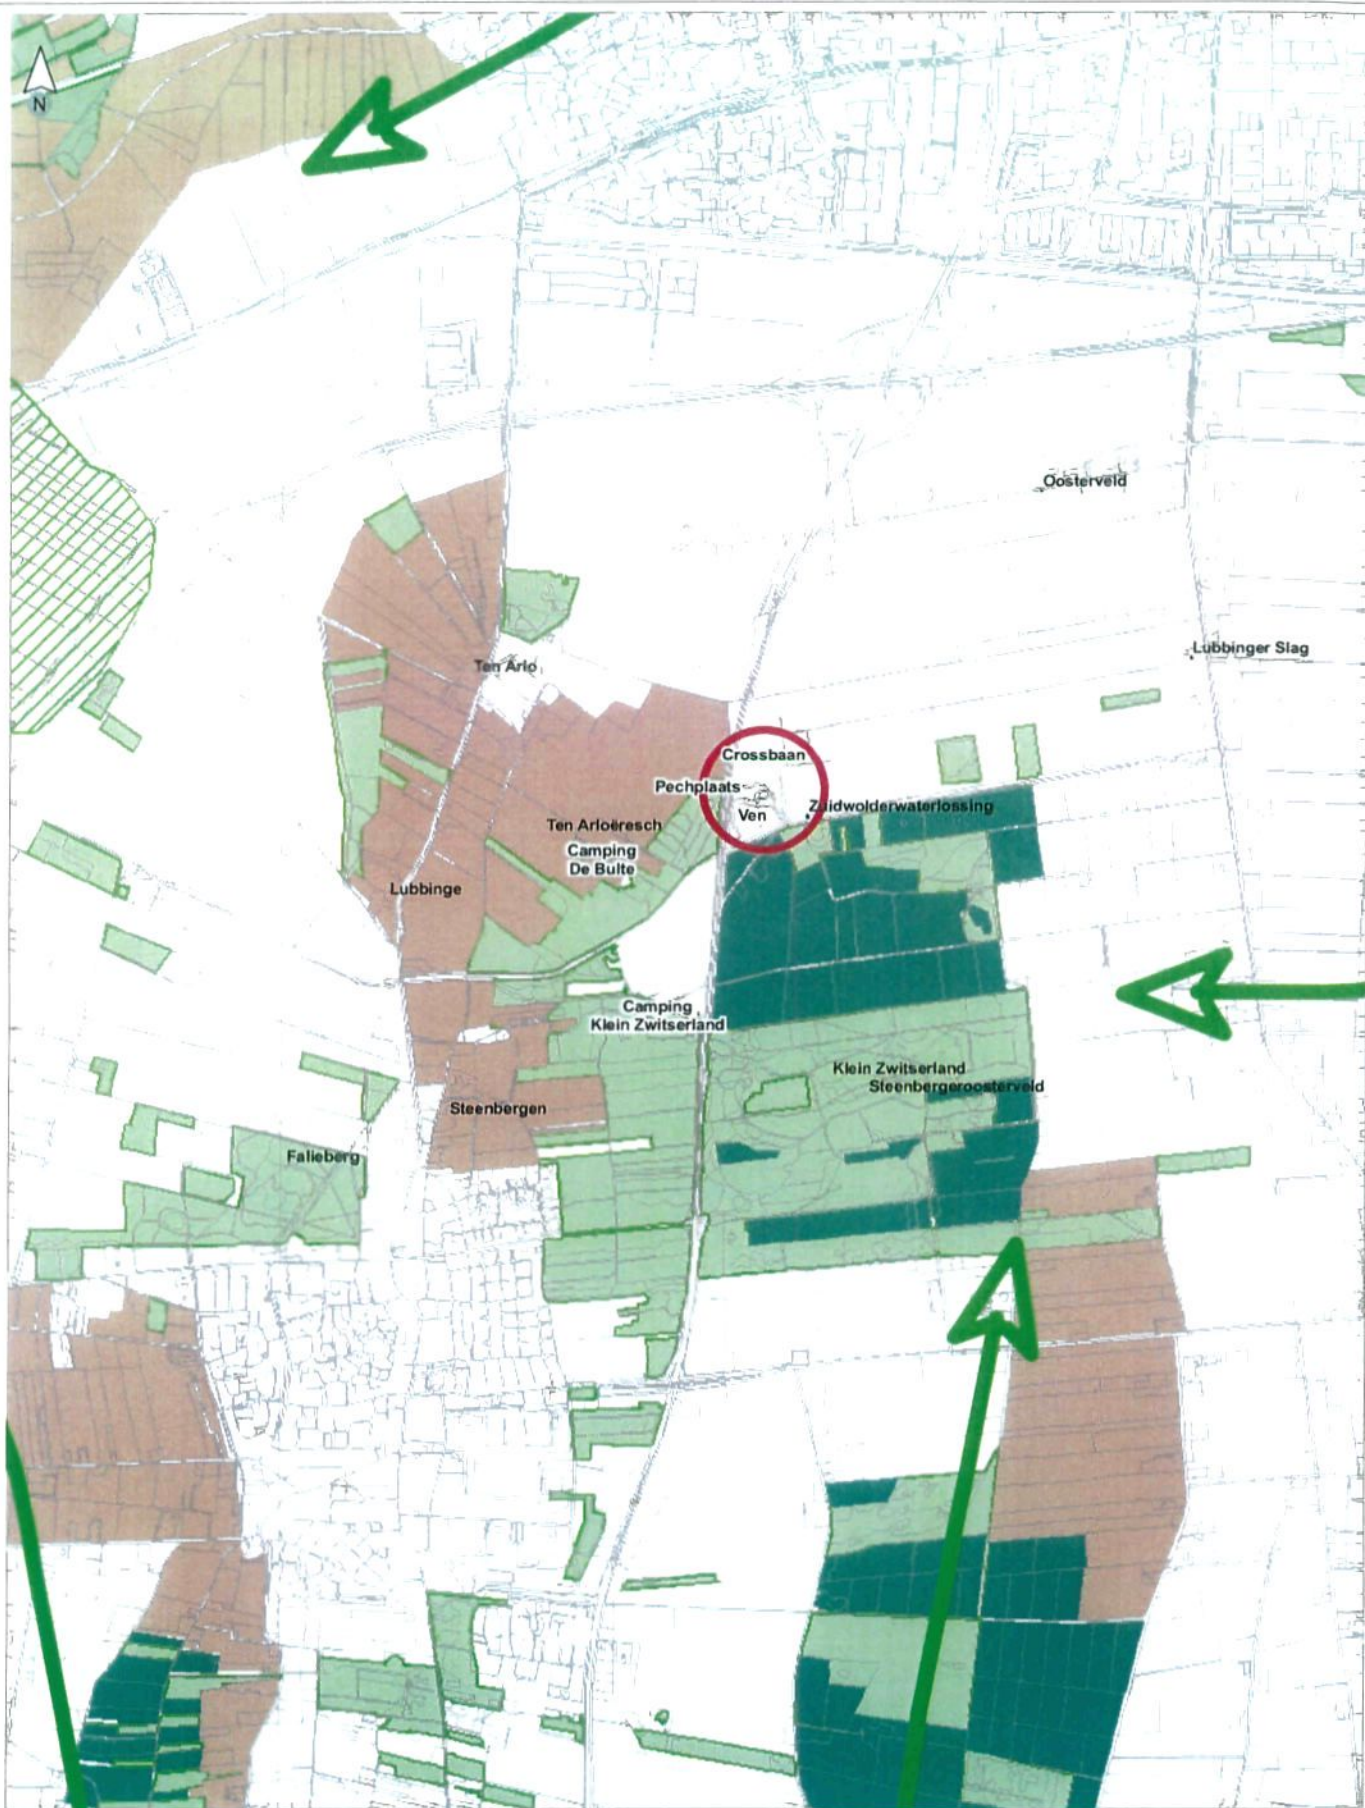 N
Oosterveld
Lubbinger Slag
Ten Arlo
Crossbaan
Pechplaats
Ven
Zuidwolderwaterlossing
Ten Arloëresch
Camping
De Bulte
Lubbinge
Camping
Klein Zwitserland
Klein Zwitserland
Steenbergeroosterveld
Steenbergen
Falieberg